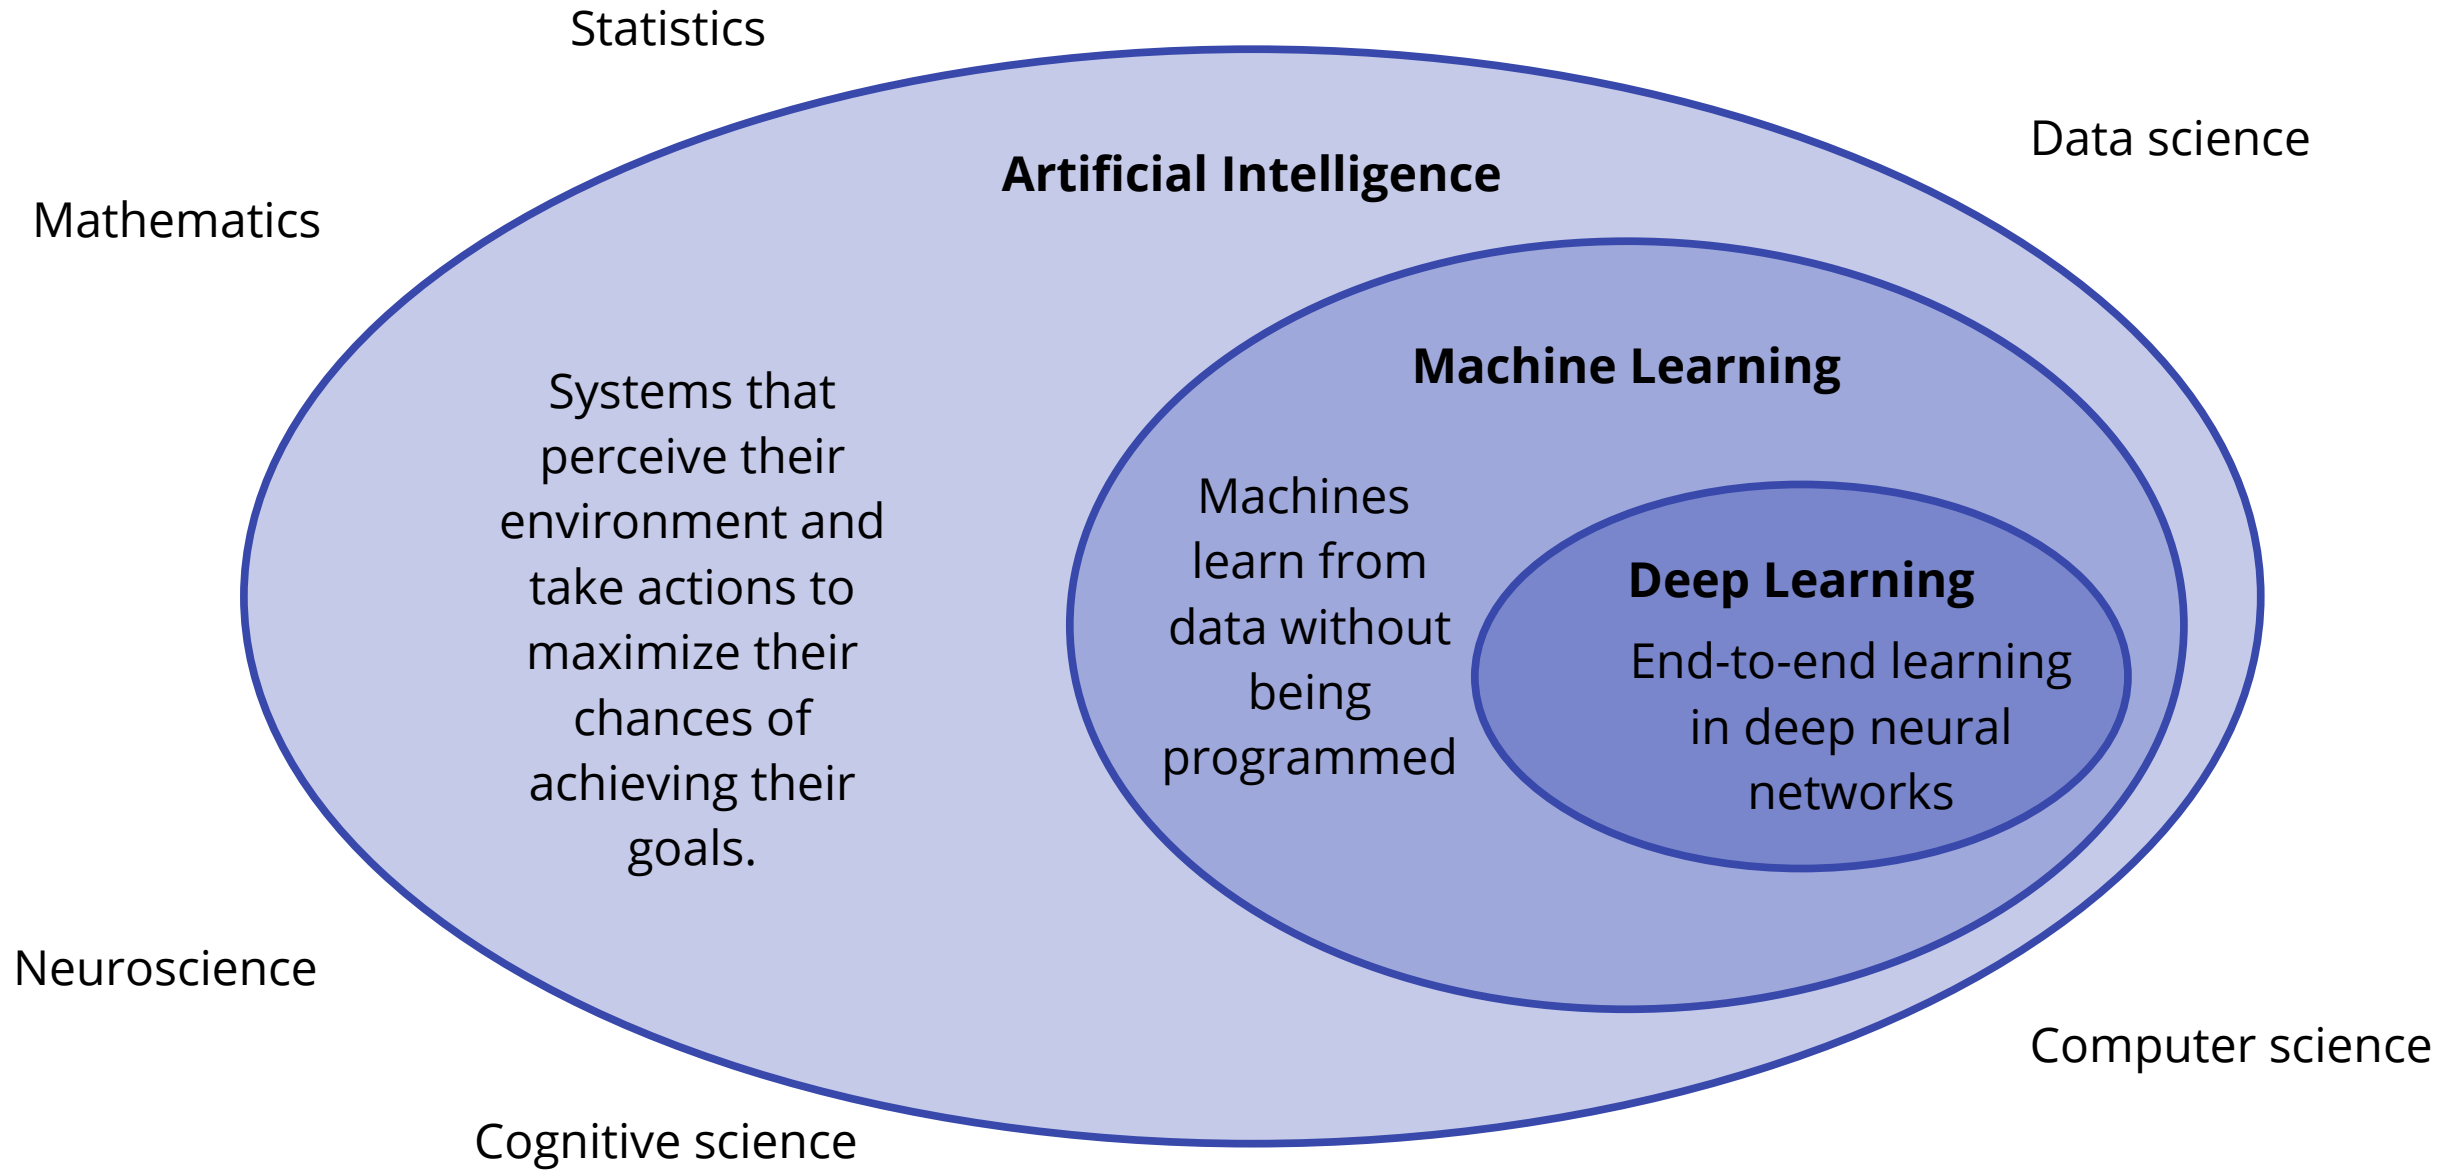 Statistics
Data science
Artificial Intelligence
Mathematics
Systems that
perceive their
environment and
take actions to
maximize their
chances of
achieving their
goals.
Machine Learning
Machines
learn from
data without
being
programmed
Deep Learning
End-to-end learning
in deep neural
networks
Neuroscience
Computer science
Cognitive science